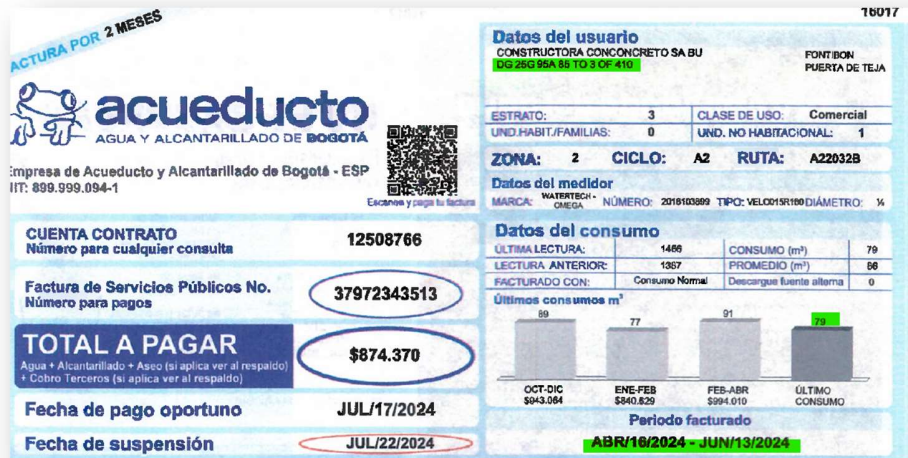 16017
FACTURA POR 2 MESES
acueducto
AGUA Y ALCANTARILLADO DE BOGOTÁ
Empresa de Acueducto y Alcantarillado de Bogotá - ESP
NIT: 899.999.094-1
Escanea y paga tu factura
CUENTA CONTRATO
Número para cualquier consulta
12508766
Factura de Servicios Públicos No.
Número para pagos
37972343513
TOTAL A PAGAR
Agua + Alcantarillado + Aseo (si aplica ver al respaldo)
+ Cobro Terceros (si aplica ver al respaldo)
$874.370
Fecha de pago oportuno JUL/17/2024
Fecha de suspensión JUL/22/2024
Datos del usuario
CONSTRUCTORA CONCONCRETO SA BU FONTIBON
DG 25G 95A 85 TO 3 OF 410 PUERTA DE TEJA
ESTRATO: 3 CLASE DE USO: Comercial
UND.HABIT./FAMILIAS: 0 UND. NO HABITACIONAL: 1
ZONA: 2 CICLO: A2 RUTA: A22032B
Datos del medidor
MARCA: WATERTECH - OMEGA NÚMERO: 2016103899 TIPO: VELC015R160 DIÁMETRO: ½
Datos del consumo
ÚLTIMA LECTURA: 1466 CONSUMO (m³) 79
LECTURA ANTERIOR: 1387 PROMEDIO (m³) 86
FACTURADO CON: Consumo Normal Descargue fuente alterna 0
Últimos consumos m³
89 77 91 79
OCT-DIC ENE-FEB FEB-ABR ÚLTIMO
$943.064 $840.829 $994.010 CONSUMO
Periodo facturado
ABR/16/2024 - JUN/13/2024